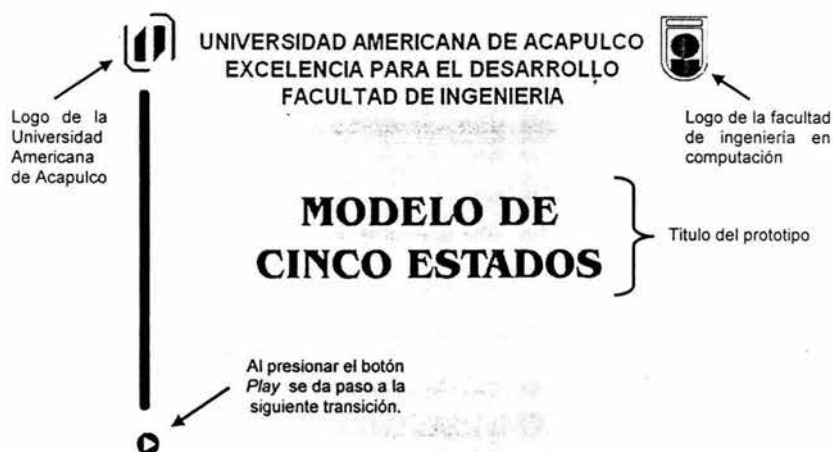 UNIVERSIDAD AMERICANA DE ACAPULCO
EXCELENCIA PARA EL DESARROLLO
FACULTAD DE INGENIERIA
Logo de la
Universidad
Americana
de Acapulco
Logo de la facultad
de ingeniería en
computación
MODELO DE
CINCO ESTADOS
Titulo del prototipo
Al presionar el botón
Play se da paso a la
siguiente transición.